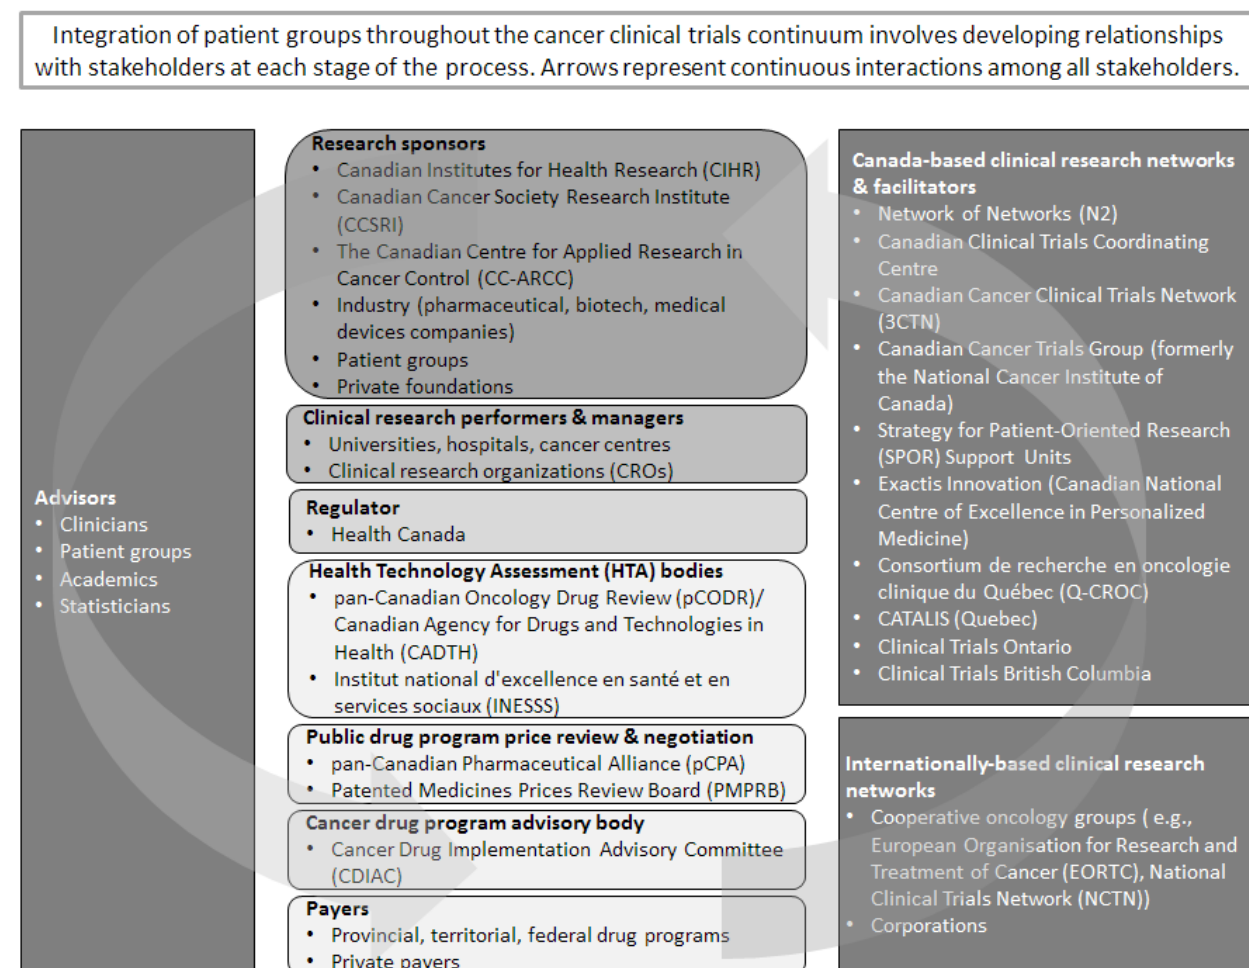 Integration of patient groups throughout the cancer clinical trials continuum involves developing relationships
with stakeholders at each stage of the process. Arrows represent continuous interactions among all stakeholders.
Advisors
• Clinicians
• Patient groups
• Academics
• Statisticians
Research sponsors
• Canadian Institutes for Health Research (CIHR)
• Canadian Cancer Society Research Institute
(CCSRI)
• The Canadian Centre for Applied Research in
Cancer Control (CC-ARCC)
• Industry (pharmaceutical, biotech, medical
devices companies)
• Patient groups
• Private foundations
Clinical research performers & managers
• Universities, hospitals, cancer centres
• Clinical research organizations (CROs)
Regulator
• Health Canada
Health Technology Assessment (HTA) bodies
• pan-Canadian Oncology Drug Review (pCODR)/
Canadian Agency for Drugs and Technologies in
Health (CADTH)
• Institut national d'excellence en santé et en
services sociaux (INESSS)
Public drug program price review & negotiation
• pan-Canadian Pharmaceutical Alliance (pCPA)
• Patented Medicines Prices Review Board (PMPRB)
Cancer drug program advisory body
• Cancer Drug Implementation Advisory Committee
(CDIAC)
Payers
• Provincial, territorial, federal drug programs
• Private payers
Canada-based clinical research networks
& facilitators
• Network of Networks (N2)
• Canadian Clinical Trials Coordinating
Centre
• Canadian Cancer Clinical Trials Network
(3CTN)
• Canadian Cancer Trials Group (formerly
the National Cancer Institute of
Canada)
• Strategy for Patient-Oriented Research
(SPOR) Support Units
• Exactis Innovation (Canadian National
Centre of Excellence in Personalized
Medicine)
• Consortium de recherche en oncologie
clinique du Québec (Q-CROC)
• CATALIS (Quebec)
• Clinical Trials Ontario
• Clinical Trials British Columbia
Internationally-based clinical research
networks
• Cooperative oncology groups ( e.g.,
European Organisation for Research and
Treatment of Cancer (EORTC), National
Clinical Trials Network (NCTN))
• Corporations